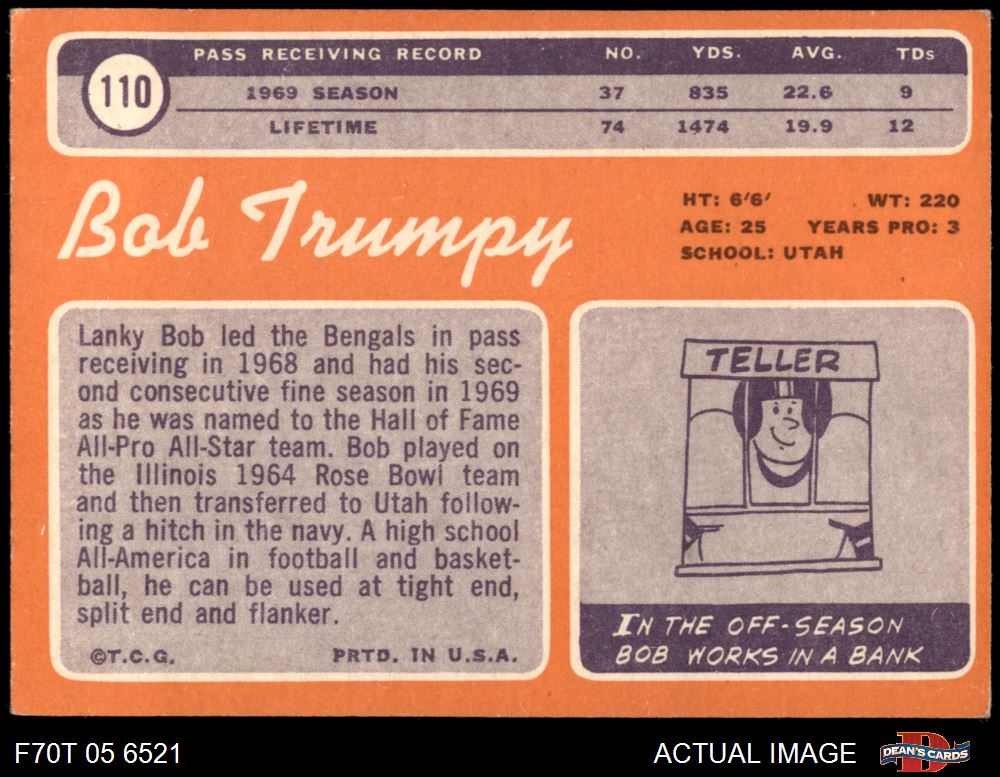 PASS RECEIVING RECORD NO. YDS. AVG. TDs
110
1969 SEASON 37 835 22.6 9
LIFETIME 74 1474 19.9 12
Bob Trumpy
HT: 6'6' WT: 220
AGE: 25 YEARS PRO: 3
SCHOOL: UTAH
Lanky Bob led the Bengals in pass
receiving in 1968 and had his sec-
ond consecutive fine season in 1969
as he was named to the Hall of Fame
All-Pro All-Star team. Bob played on
the Illinois 1964 Rose Bowl team
and then transferred to Utah follow-
ing a hitch in the navy. A high school
All-America in football and basket-
ball, he can be used at tight end,
split end and flanker.
©T.C.G. PRTD. IN U.S.A.
TELLER
IN THE OFF-SEASON
BOB WORKS IN A BANK
F70T 05 6521 ACTUAL IMAGE D DEAN'S CARDS